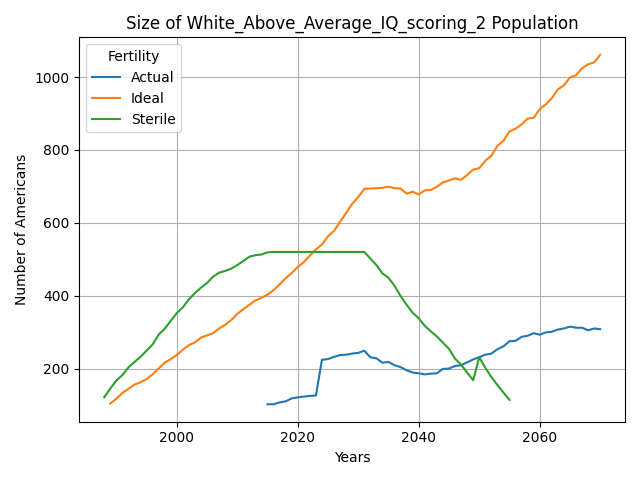 Size of White_Above_Average_IQ_scoring_2 Population
Fertility
Actual
Ideal
Sterile
Number of Americans
1000
800
600
400
200
2000
2020
2040
2060
Years